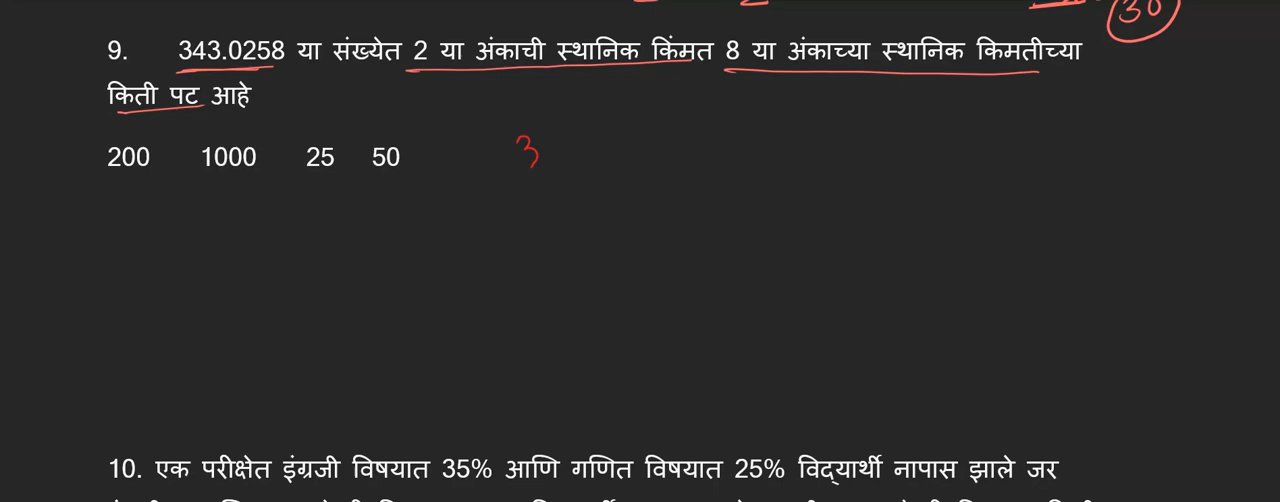 30
9. 343.0258 या संख्येत 2 या अंकाची स्थानिक किंमत 8 या अंकाच्या स्थानिक किमतीच्या
किती पट आहे
200 1000 25 50 3
10. एक परीक्षेत इंग्रजी विषयात 35% आणि गणित विषयात 25% विद्यार्थी नापास झाले जर